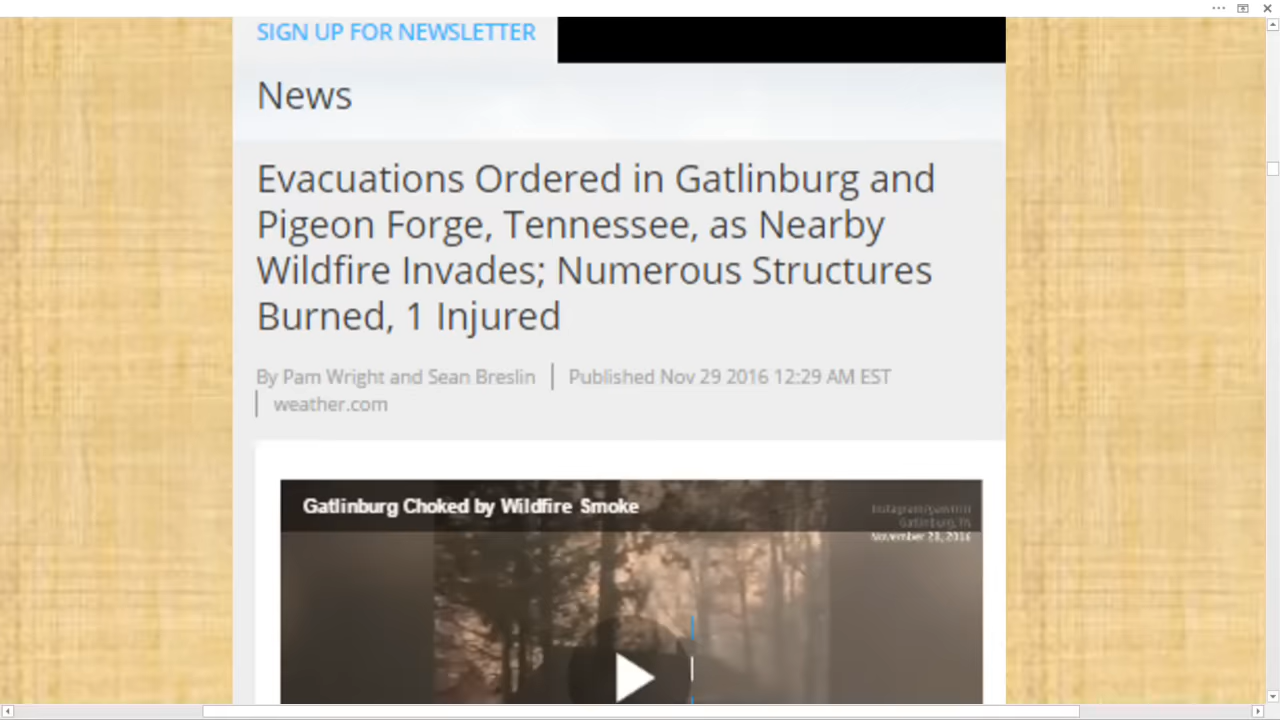 SIGN UP FOR NEWSLETTER
News
Evacuations Ordered in Gatlinburg and
Pigeon Forge, Tennessee, as Nearby
Wildfire Invades; Numerous Structures
Burned, 1 Injured
By Pam Wright and Sean Breslin | Published Nov 29 2016 12:29 AM EST
| weather.com
Gatlinburg Choked by Wildfire Smoke
Gatlinburg, TN
November 28, 2016